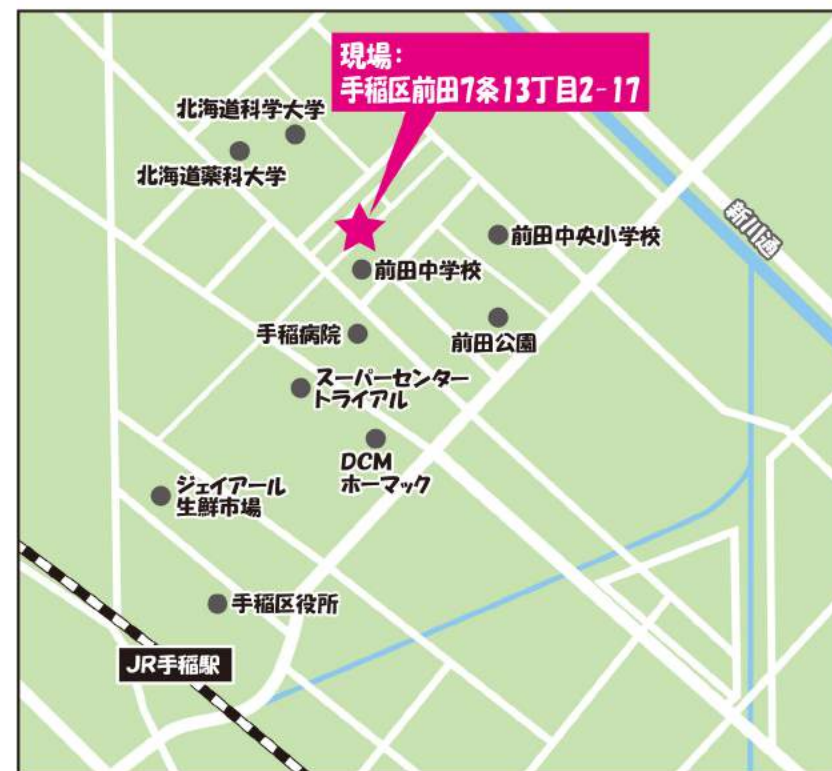 現場：
手稲区前田7条13丁目2-17
北海道科学大学
北海道薬科大学
新川通
前田中央小学校
前田中学校
手稲病院
前田公園
スーパーセンター
トライアル
DCM
ホーマック
ジェイアール
生鮮市場
手稲区役所
JR手稲駅